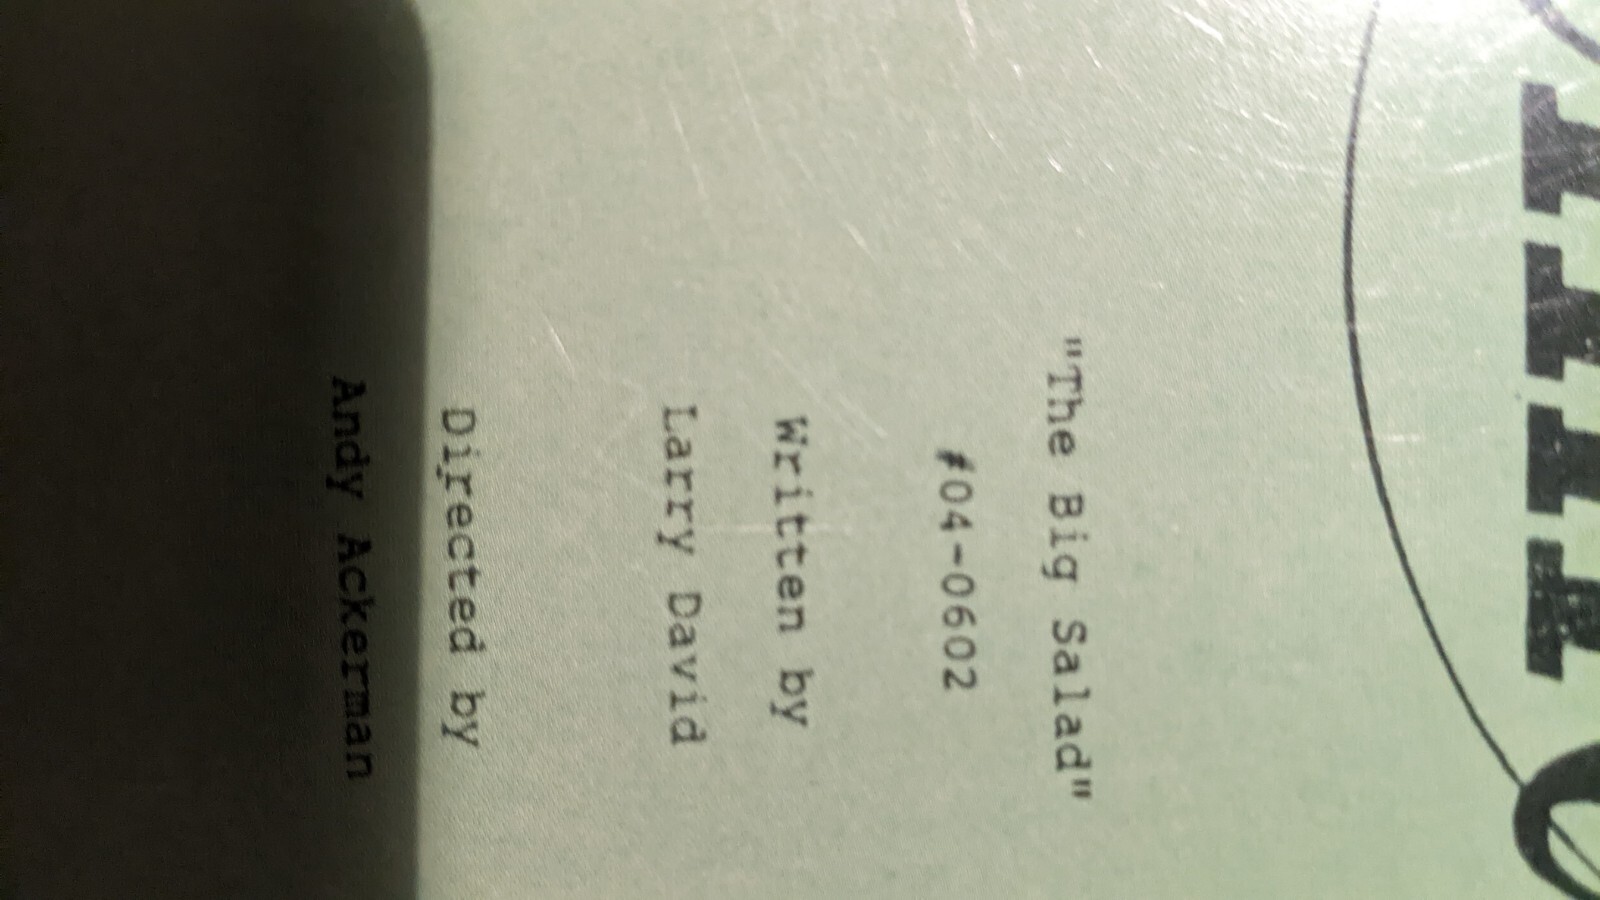 "The Big Salad"
#04-0602
Written by
Larry David
Directed by
Andy Ackerman